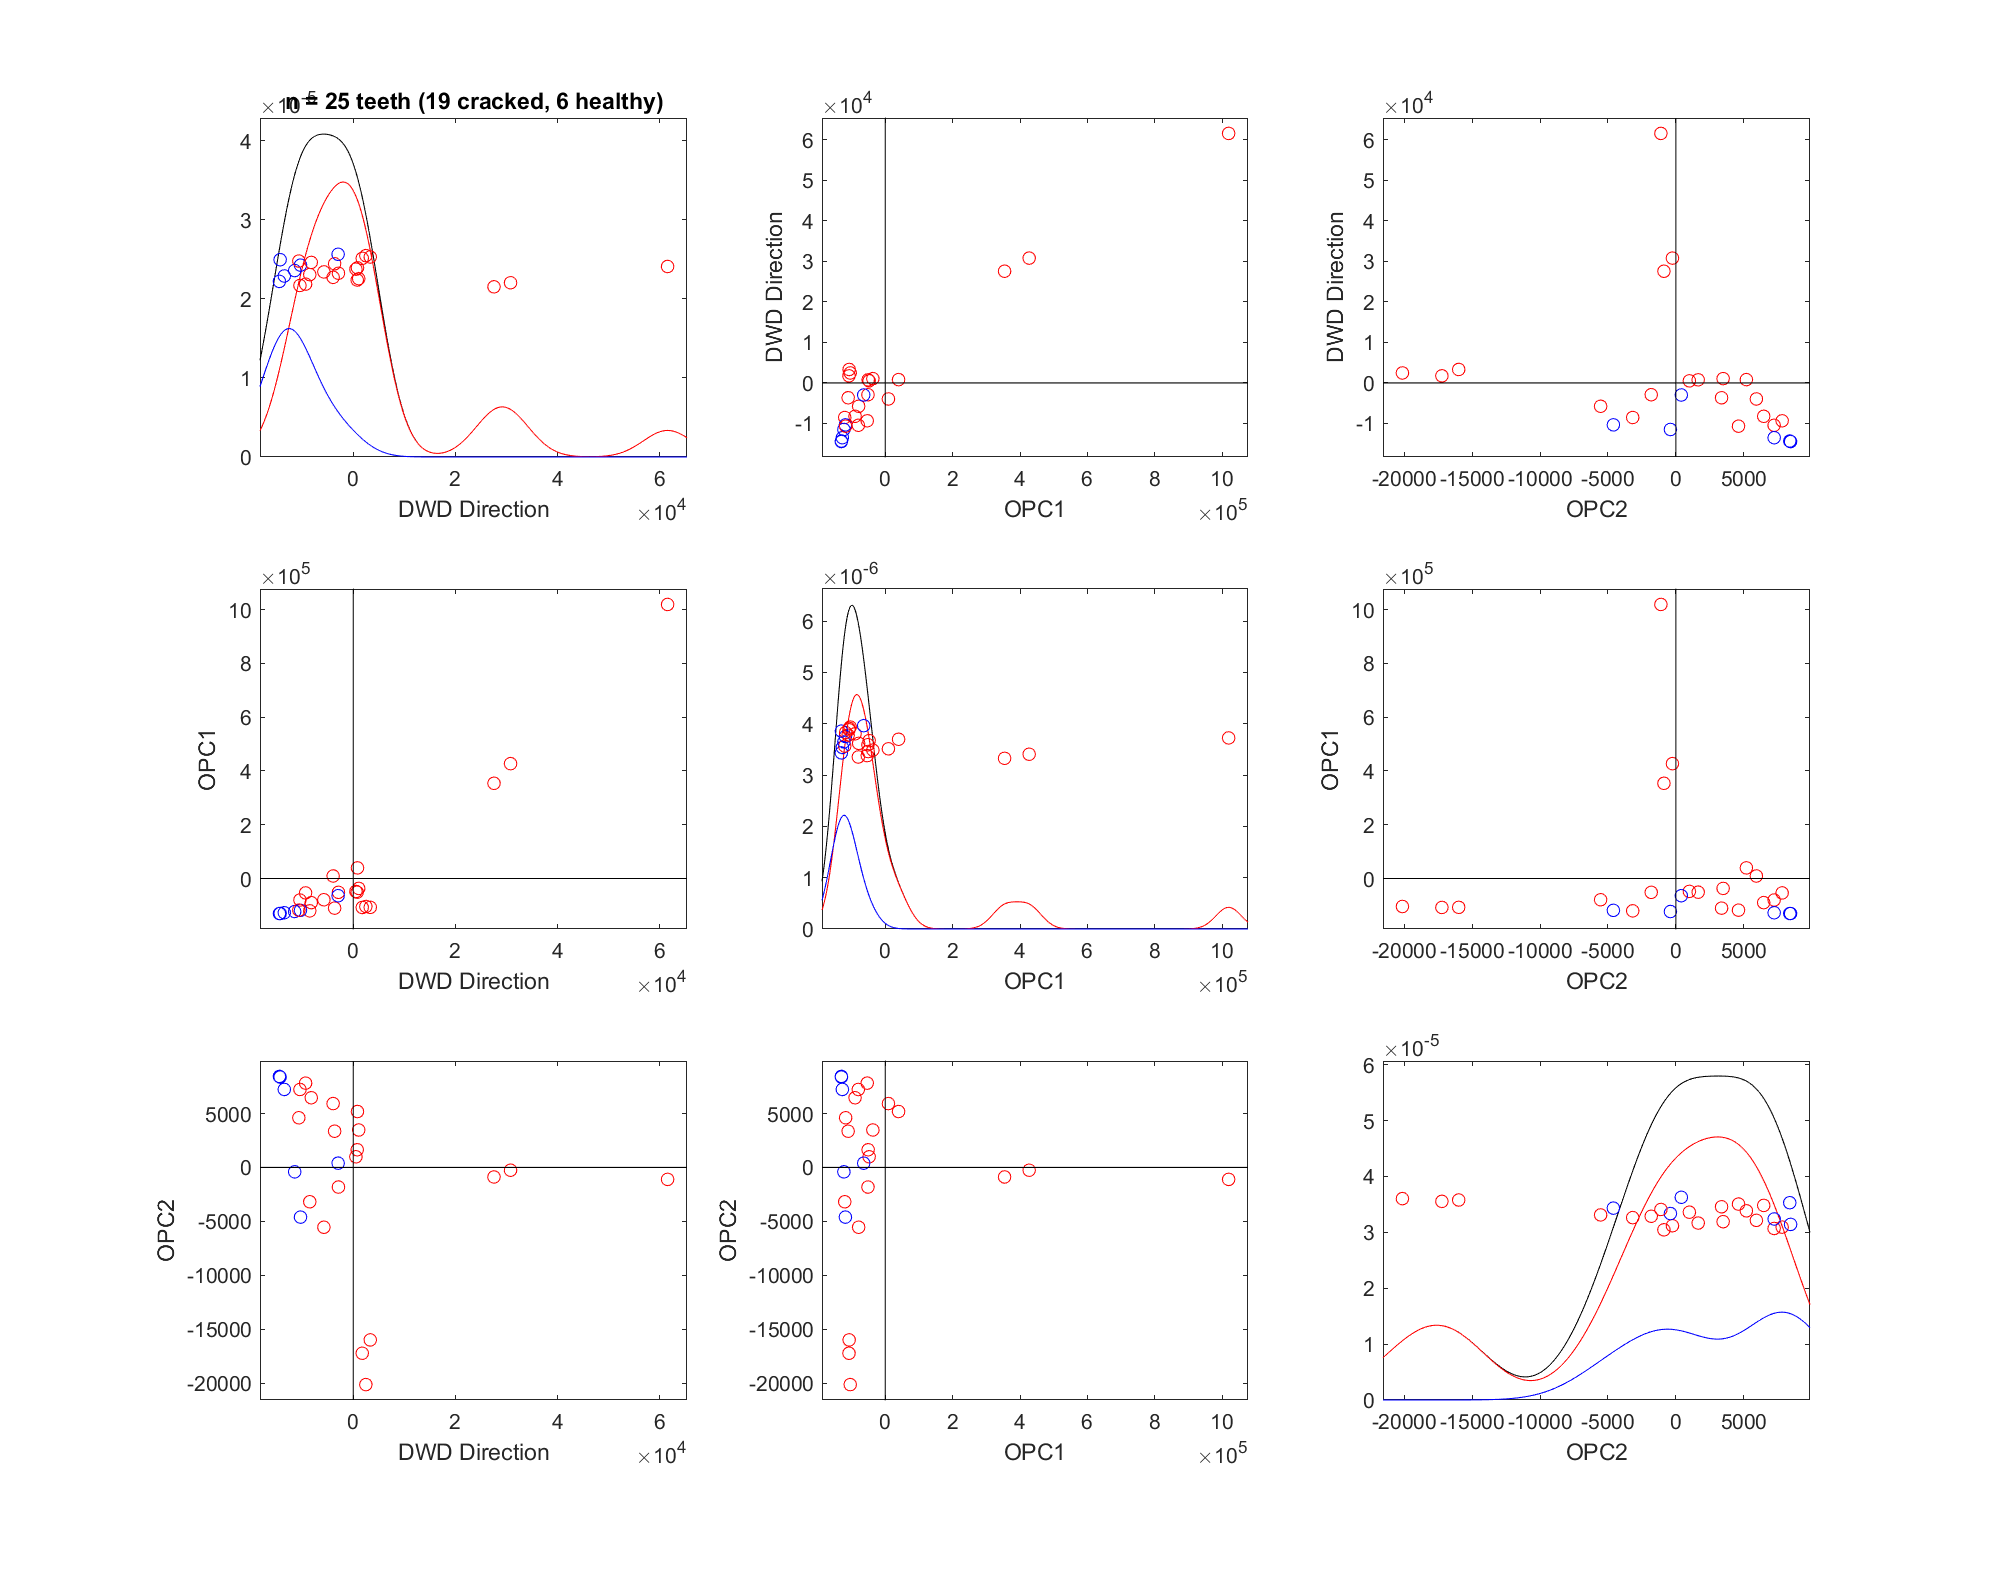 ×10-5
n = 25 teeth (19 cracked, 6 healthy)
4
3
2
1
0
0 2 4 6
DWD Direction
×10^4
×10^4
6
5
4
3
2
1
0
-1
DWD Direction
0 2 4 6 8 10
OPC1
×10^5
×10^4
6
5
4
3
2
1
0
-1
DWD Direction
-20000 -15000 -10000 -5000 0 5000
OPC2
×10^5
10
8
6
4
2
0
OPC1
0 2 4 6
DWD Direction
×10^4
×10^-6
6
5
4
3
2
1
0
0 2 4 6 8 10
OPC1
×10^5
×10^5
10
8
6
4
2
0
OPC1
-20000 -15000 -10000 -5000 0 5000
OPC2
5000
0
-5000
-10000
-15000
-20000
OPC2
0 2 4 6
DWD Direction
×10^4
5000
0
-5000
-10000
-15000
-20000
OPC2
0 2 4 6 8 10
OPC1
×10^5
×10^-5
6
5
4
3
2
1
0
-20000 -15000 -10000 -5000 0 5000
OPC2